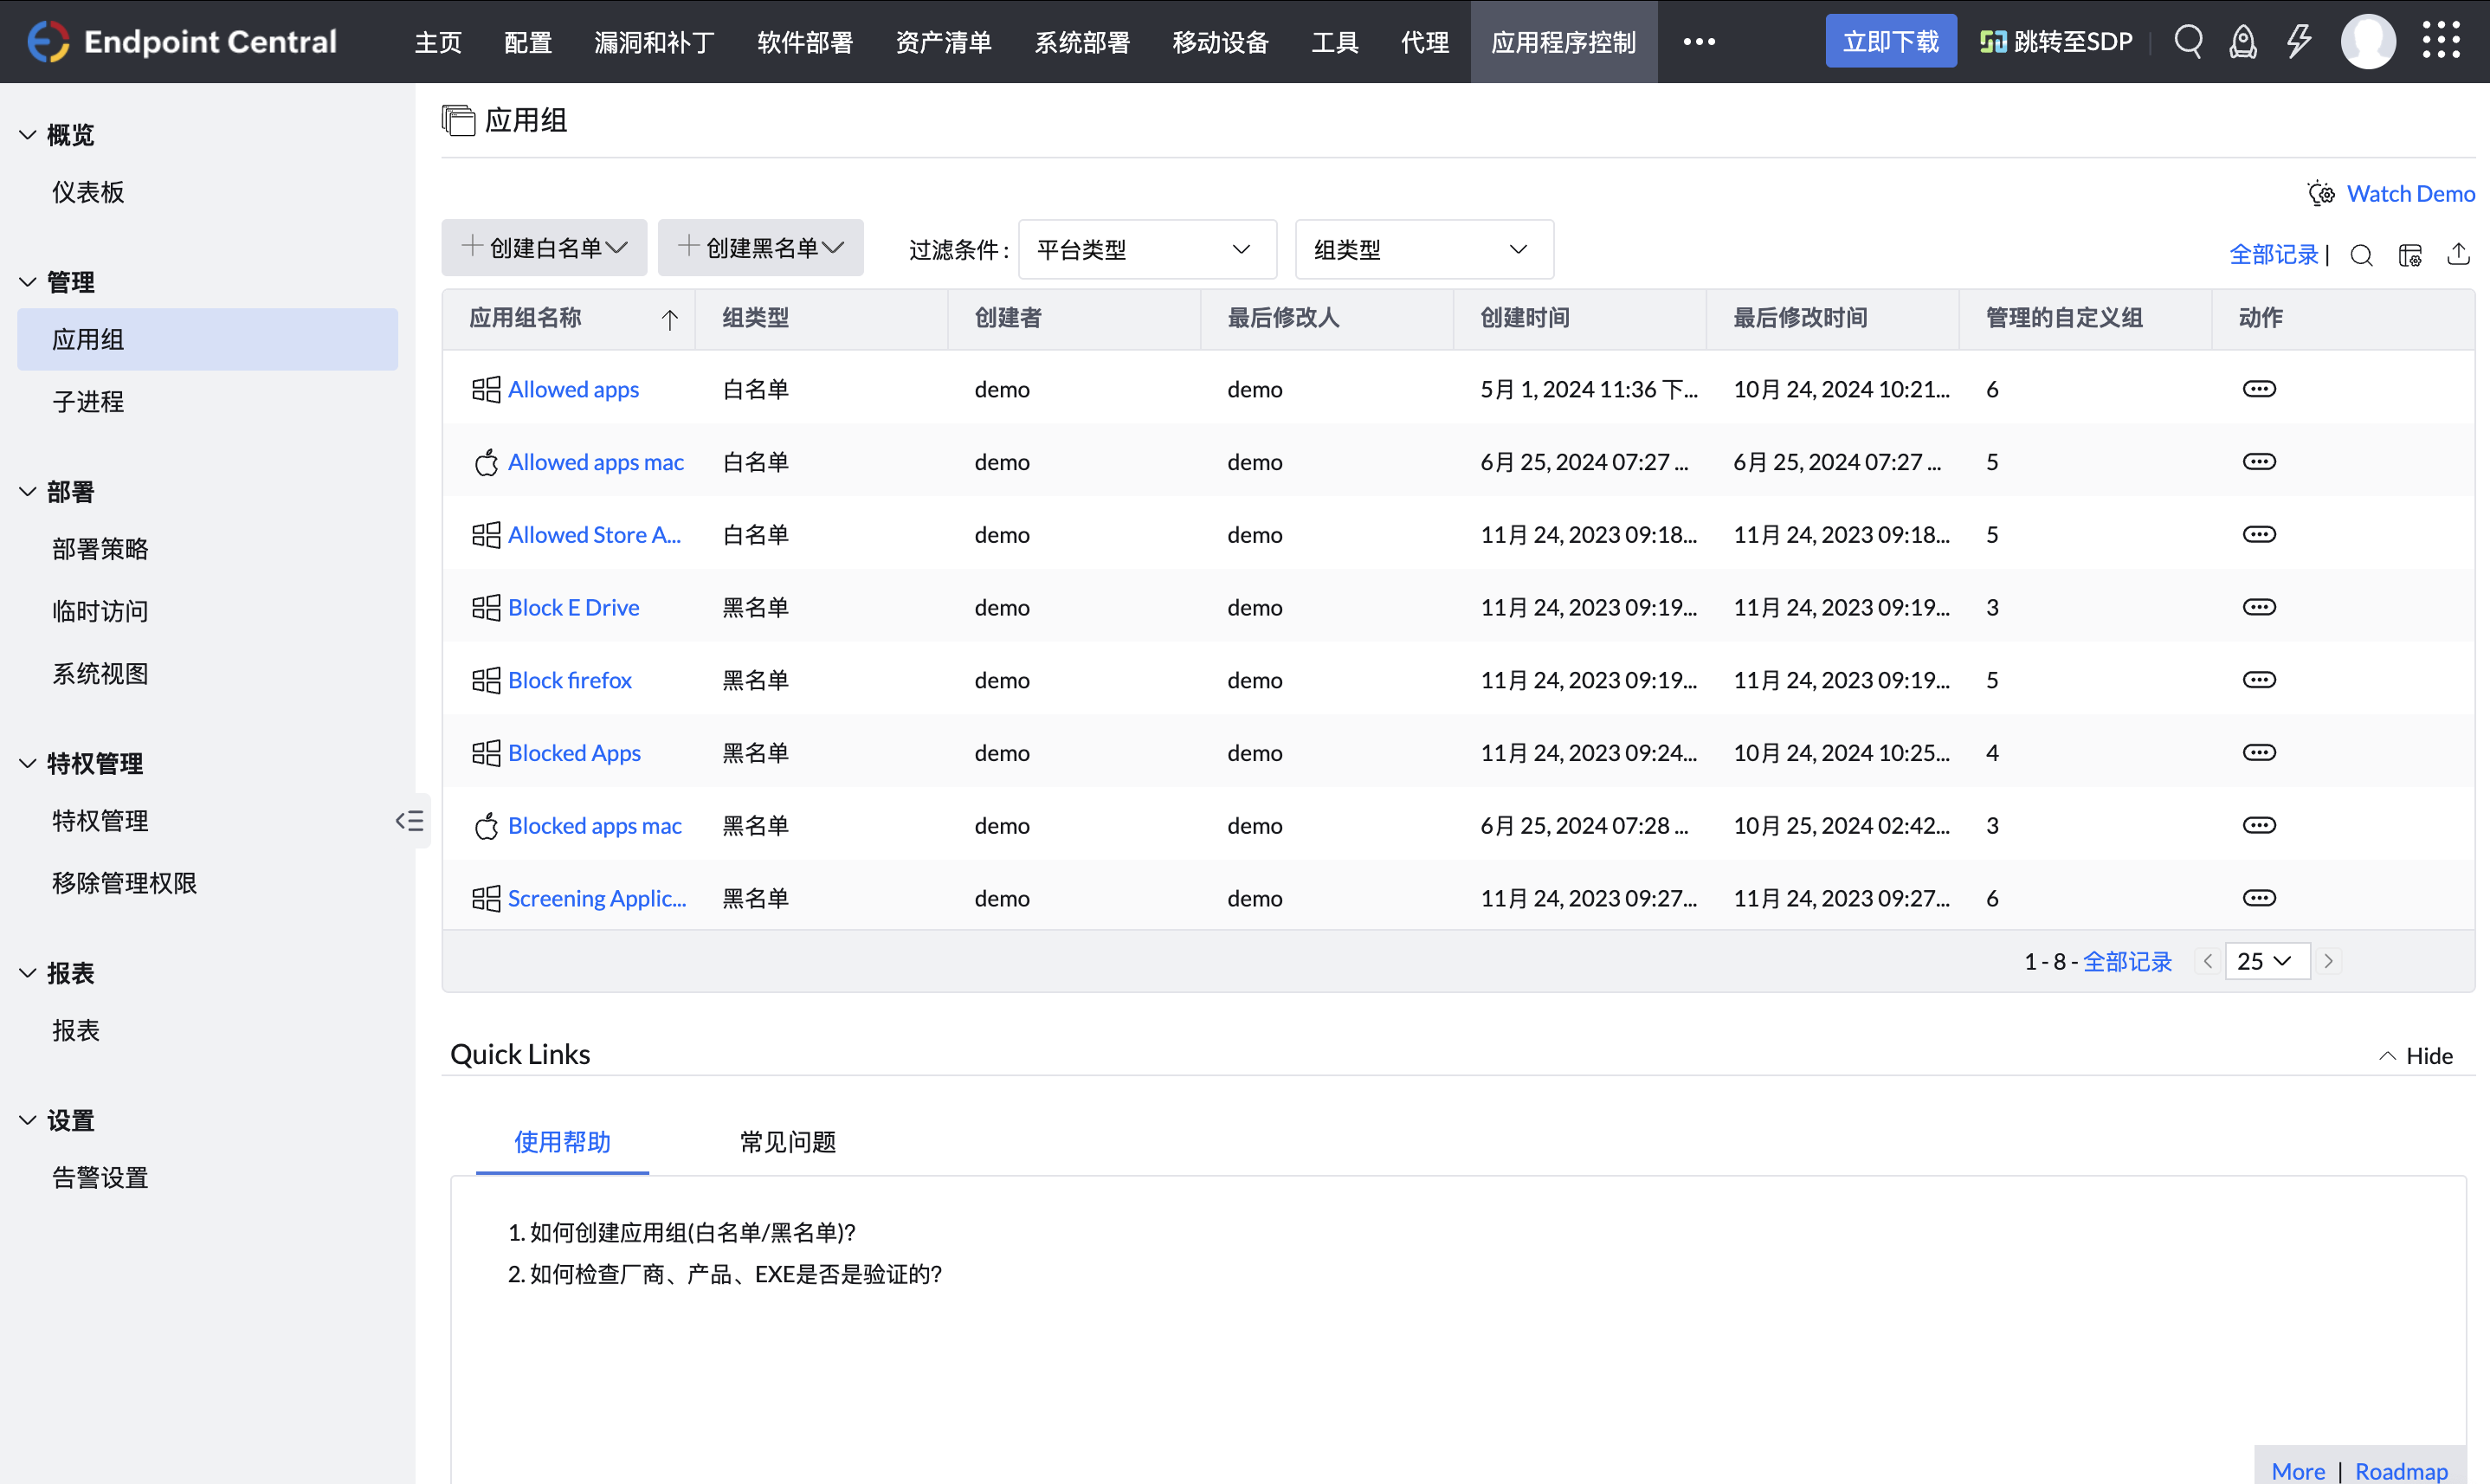 Endpoint Central 主页 配置 漏洞和补丁 软件部署 资产清单 系统部署 移动设备 工具 代理 应用程序控制 ••• 立即下载 跳转至SDP
概览
仪表板
管理
应用组
子进程
部署
部署策略
临时访问
系统视图
特权管理
特权管理
移除管理权限
报表
报表
设置
告警设置
应用组
Watch Demo
创建白名单 创建黑名单 过滤条件: 平台类型 组类型
全部记录 |
应用组名称 组类型 创建者 最后修改人 创建时间 最后修改时间 管理的自定义组 动作
Allowed apps 白名单 demo demo 5月 1, 2024 11:36 下... 10月 24, 2024 10:21... 6
Allowed apps mac 白名单 demo demo 6月 25, 2024 07:27 ... 6月 25, 2024 07:27 ... 5
Allowed Store A... 白名单 demo demo 11月 24, 2023 09:18... 11月 24, 2023 09:18... 5
Block E Drive 黑名单 demo demo 11月 24, 2023 09:19... 11月 24, 2023 09:19... 3
Block firefox 黑名单 demo demo 11月 24, 2023 09:19... 11月 24, 2023 09:19... 5
Blocked Apps 黑名单 demo demo 11月 24, 2023 09:24... 10月 24, 2024 10:25... 4
Blocked apps mac 黑名单 demo demo 6月 25, 2024 07:28 ... 10月 25, 2024 02:42... 3
Screening Applic... 黑名单 demo demo 11月 24, 2023 09:27... 11月 24, 2023 09:27... 6
1 - 8 - 全部记录 25
Quick Links Hide
使用帮助 常见问题
1. 如何创建应用组(白名单/黑名单)?
2. 如何检查厂商、产品、EXE是否是验证的?
More | Roadmap